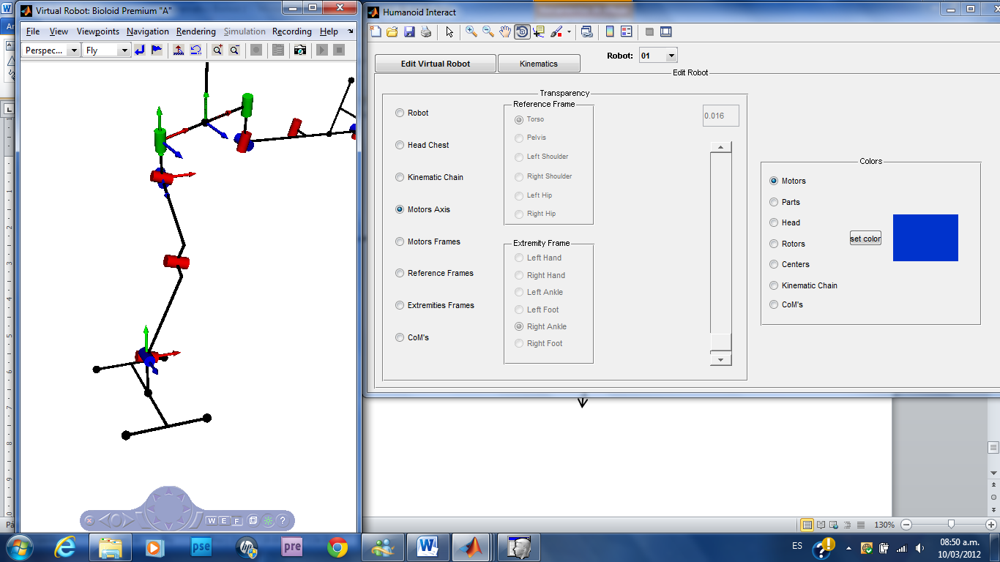 Virtual Robot: Bioloid Premium "A"
File View Viewpoints Navigation Rendering Simulation Recording Help
Perspec... Fly
W E F ?
Humanoid Interact
Edit Virtual Robot
Kinematics
Robot: 01
Edit Robot
Transparency
Robot
Head Chest
Kinematic Chain
Motors Axis
Motors Frames
Reference Frames
Extremities Frames
CoM's
Reference Frame
Torso
Pelvis
Left Shoulder
Right Shoulder
Left Hip
Right Hip
Extremity Frame
Left Hand
Right Hand
Left Ankle
Left Foot
Right Ankle
Right Foot
0.016
Colors
Motors
Parts
Head
Rotors
Centers
Kinematic Chain
CoM's
set color
130%
pse
hp
pre
ES
08:50 a.m.
10/03/2012